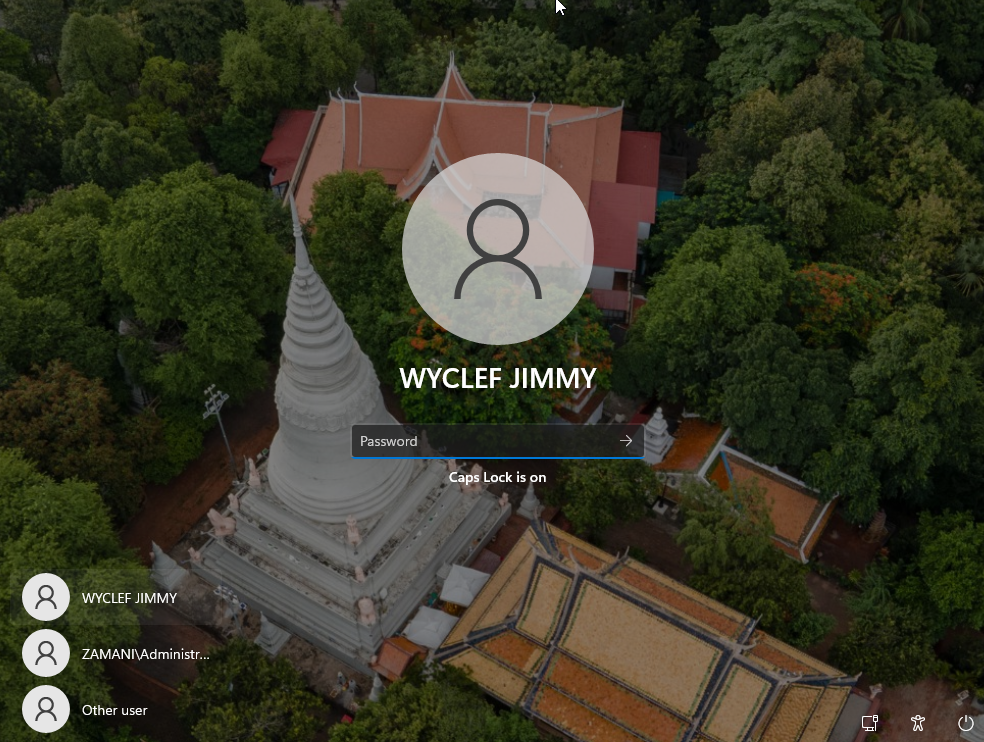 WYCLEF JIMMY
Password
Caps Lock is on
WYCLEF JIMMY
ZAMANI\Administr...
Other user